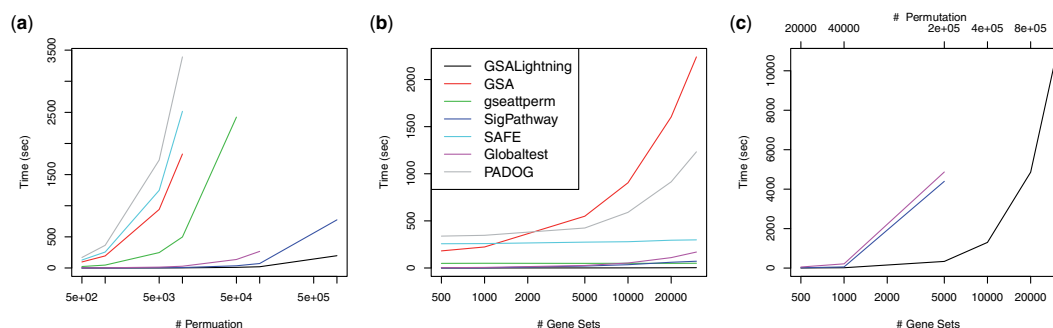 (a)
Time (sec)
3500
2500
1500
500
0
5e+02
5e+03
5e+04
5e+05
# Permuation
(b)
Time (sec)
2000
1500
1000
500
0
GSALightning
GSA
gseattperm
SigPathway
SAFE
Globaltest
PADOG
500
1000
2000
5000
10000
20000
# Gene Sets
(c)
# Permutation
20000
40000
2e+05
4e+05
8e+05
Time (sec)
10000
8000
6000
4000
2000
0
500
1000
2000
5000
10000
20000
# Gene Sets